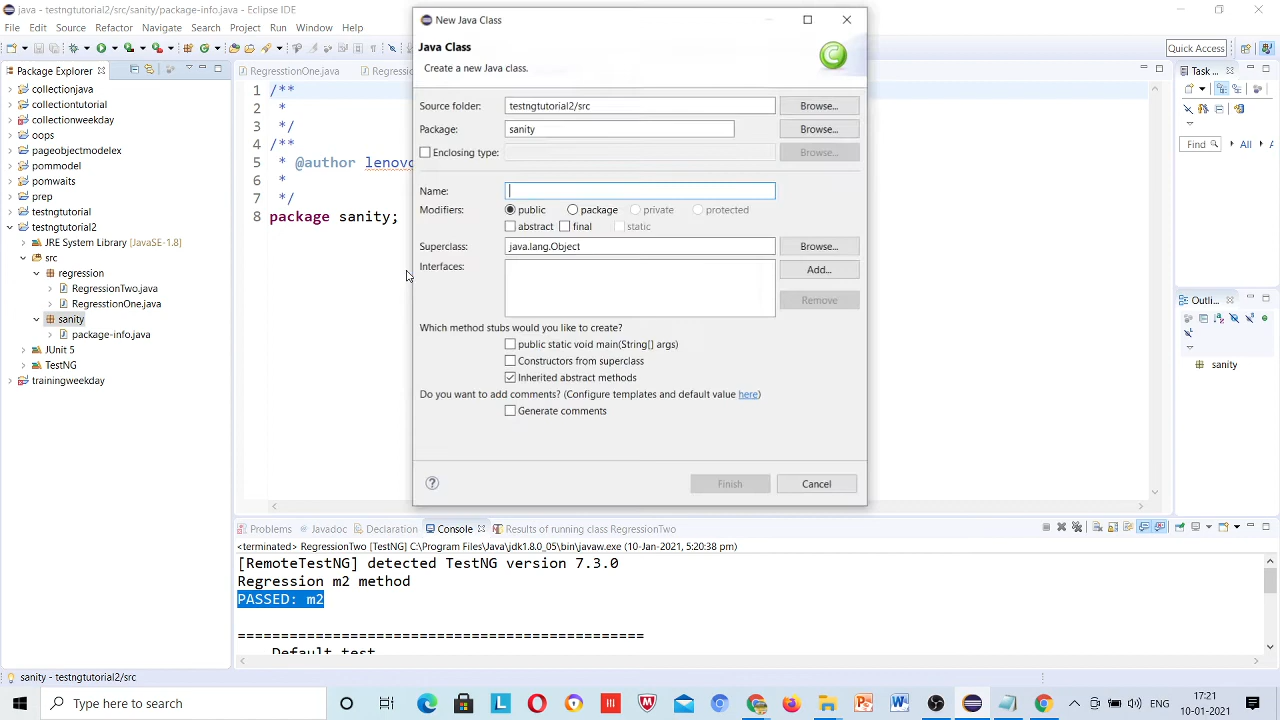 java - testngtutorial2/src/sanity/package-info.java - Eclipse IDE
File Edit Source Refactor Navigate Search Project Run Window Help
New Java Class
Java Class
Create a new Java class.
Source folder: testngtutorial2/src Browse...
Package: sanity Browse...
Enclosing type: Browse...
Name:
Modifiers: public package private protected
abstract final static
Superclass: java.lang.Object Browse...
Interfaces: Add...
Remove
Which method stubs would you like to create?
public static void main(String[] args)
Constructors from superclass
Inherited abstract methods
Do you want to add comments? (Configure templates and default value here)
Generate comments
? Finish Cancel
Quick Access
Package Explorer
collectionjava
collectiontutorial
collectionweekday
oops
pageobjectmodelex
pommodel
pomwaits
prep
testngtutorial
testngtutorial2
JRE System Library [JavaSE-1.8]
src
regression
RegressionTwo.java
RegresstionOne.java
sanity
package-info.java
JUnit 5
TestNG
trainingweekday
RegresstionOne.java Regression
1 /**
2 *
3 */
4 /**
5 * @author lenovo
6 *
7 */
8 package sanity;
Task ...
Find All A
Outli...
sanity
Problems Javadoc Declaration Console Results of running class RegressionTwo
<terminated> RegressionTwo [TestNG] C:\Program Files\Java\jdk1.8.0_05\bin\javaw.exe (10-Jan-2021, 5:20:38 pm)
[RemoteTestNG] detected TestNG version 7.3.0
Regression m2 method
PASSED: m2
===============================================
Default test
sanity - testngtutorial2/src
Type here to search
17:21
10-01-2021